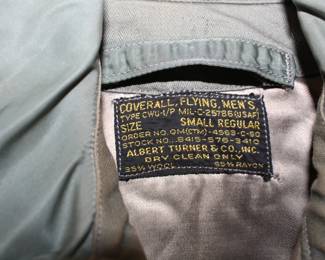 COVERALL, FLYING, MEN'S
TYPE CWU-1/P MIL-C-25786 (USAF)
SIZE SMALL REGULAR
ORDER NO. QM(CTM)-4569-C-60
STOCK NO. 8415-576-3410
ALBERT TURNER & CO., INC.
DRY CLEAN ONLY
35% WOOL 65% RAYON